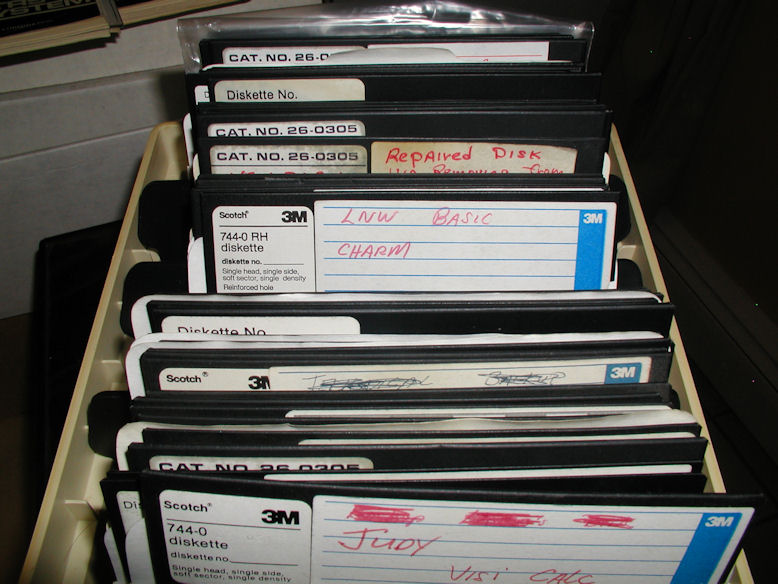 SYSTEM
CAT. NO. 26-0
Diskette No.
CAT. NO. 26-0305
CAT. NO. 26-0305
Repaired Disk
Scotch® 3M
744-0 RH
diskette
diskette no.
Single head, single side,
soft sector, single density
Reinforced hole
LNW BASIC
CHARM
3M
Diskette No.
Scotch® 3M
3M
CAT. NO. 26-0305
Scotch® 3M
744-0
diskette
diskette no.
Single head, single side,
soft sector, single density
JUDY
VISI CALC
3M